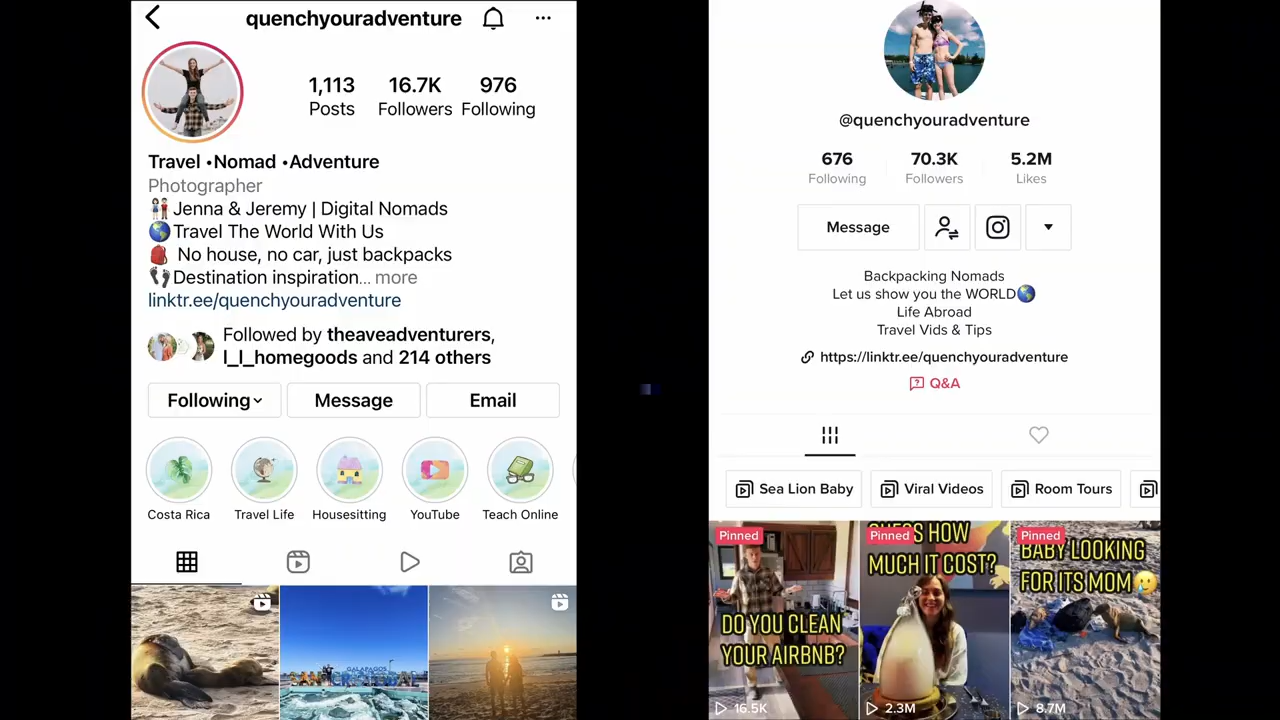 quenchyouradventure
1,113 16.7K 976
Posts Followers Following
Travel •Nomad •Adventure
Photographer
Jenna & Jeremy | Digital Nomads
Travel The World With Us
No house, no car, just backpacks
Destination inspiration... more
linktr.ee/quenchyouradventure
Followed by theaveadventurers,
l_l_homegoods and 214 others
Following Message Email
Costa Rica Travel Life Housesitting YouTube Teach Online
GALAPAGOS
@quenchyouradventure
676 70.3K 5.2M
Following Followers Likes
Message
Backpacking Nomads
Let us show you the WORLD
Life Abroad
Travel Vids & Tips
https://linktr.ee/quenchyouradventure
Q&A
Sea Lion Baby Viral Videos Room Tours
Pinned
DO YOU CLEAN
YOUR AIRBNB?
16.5K
Pinned
GUESS HOW
MUCH IT COST?
2.3M
Pinned
BABY LOOKING
FOR ITS MOM
8.7M